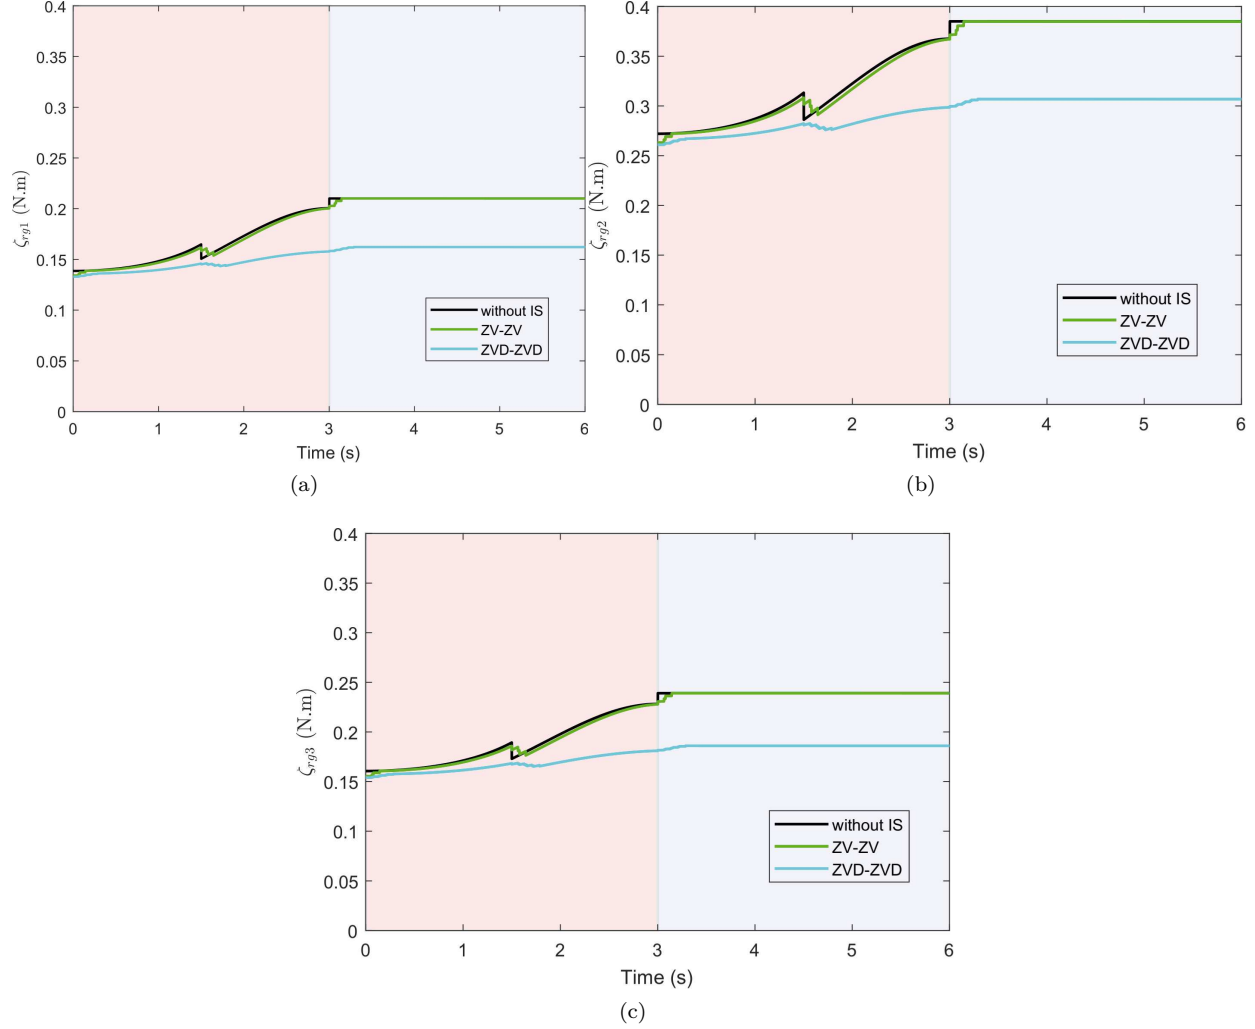 0.4
0.35
0.3
0.25
0.2
0.15
0.1
0.05
0
ζrg1 (N.m)
0 1 2 3 4 5 6
Time (s)
without IS
ZV-ZV
ZVD-ZVD
(a)
0.4
0.35
0.3
0.25
0.2
0.15
0.1
0.05
0
ζrg2 (N.m)
0 1 2 3 4 5 6
Time (s)
without IS
ZV-ZV
ZVD-ZVD
(b)
0.4
0.35
0.3
0.25
0.2
0.15
0.1
0.05
0
ζrg3 (N.m)
0 1 2 3 4 5 6
Time (s)
without IS
ZV-ZV
ZVD-ZVD
(c)